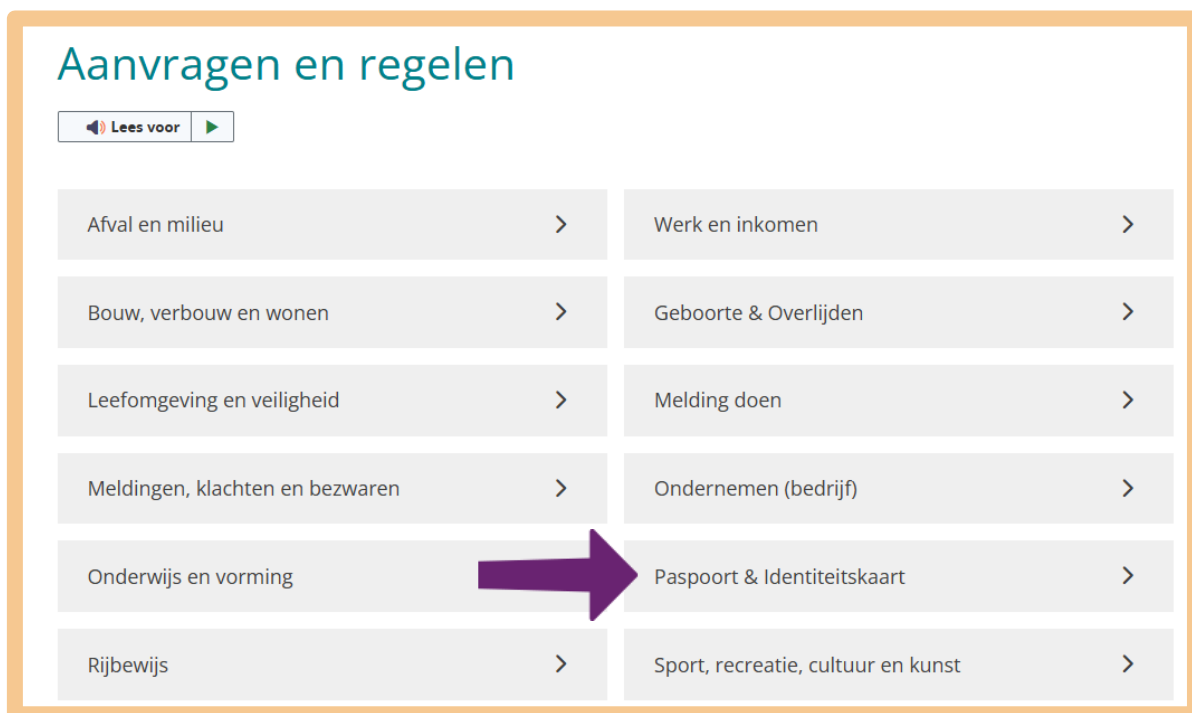 Aanvragen en regelen
Lees voor
Afval en milieu
Werk en inkomen
Bouw, verbouw en wonen
Geboorte & Overlijden
Leefomgeving en veiligheid
Melding doen
Meldingen, klachten en bezwaren
Ondernemen (bedrijf)
Onderwijs en vorming
Paspoort & Identiteitskaart
Rijbewijs
Sport, recreatie, cultuur en kunst